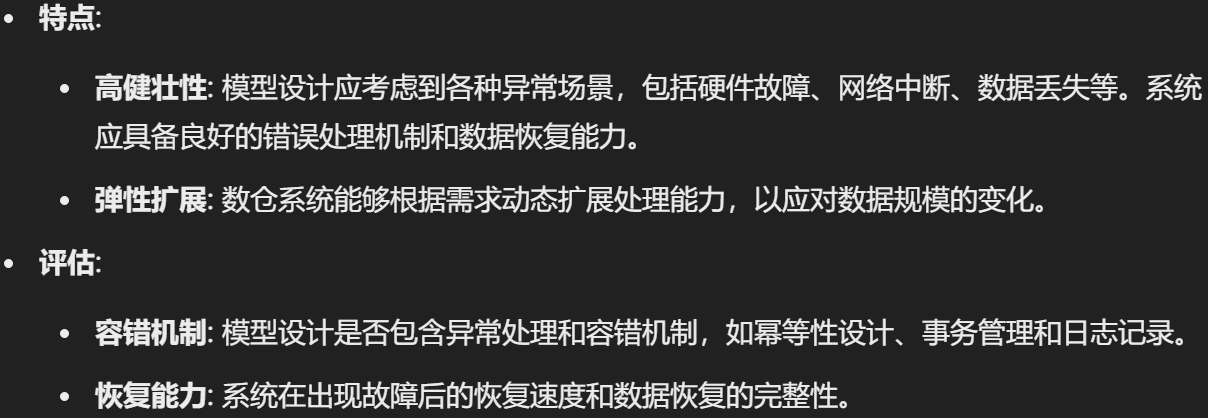 • 特点:
• 高健壮性: 模型设计应考虑到各种异常场景，包括硬件故障、网络中断、数据丢失等。系统
应具备良好的错误处理机制和数据恢复能力。
• 弹性扩展: 数仓系统能够根据需求动态扩展处理能力，以应对数据规模的变化。
• 评估:
• 容错机制: 模型设计是否包含异常处理和容错机制，如幂等性设计、事务管理和日志记录。
• 恢复能力: 系统在出现故障后的恢复速度和数据恢复的完整性。